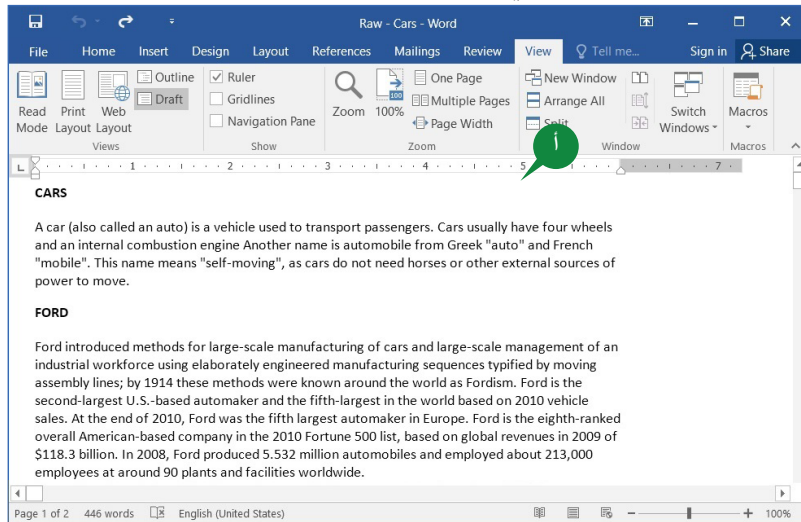 Raw - Cars - Word
File Home Insert Design Layout References Mailings Review View Tell me... Sign in Share
Read Mode
Print Layout
Web Layout
Outline
Draft
Views
Ruler
Gridlines
Navigation Pane
Show
Zoom
100
100%
One Page
Multiple Pages
Page Width
Zoom
New Window
Arrange All
Split
Switch Windows
Window
Macros
Macros
أ
1 2 3 4 5 7
CARS
A car (also called an auto) is a vehicle used to transport passengers. Cars usually have four wheels
and an internal combustion engine Another name is automobile from Greek "auto" and French
"mobile". This name means "self-moving", as cars do not need horses or other external sources of
power to move.
FORD
Ford introduced methods for large-scale manufacturing of cars and large-scale management of an
industrial workforce using elaborately engineered manufacturing sequences typified by moving
assembly lines; by 1914 these methods were known around the world as Fordism. Ford is the
second-largest U.S.-based automaker and the fifth-largest in the world based on 2010 vehicle
sales. At the end of 2010, Ford was the fifth largest automaker in Europe. Ford is the eighth-ranked
overall American-based company in the 2010 Fortune 500 list, based on global revenues in 2009 of
$118.3 billion. In 2008, Ford produced 5.532 million automobiles and employed about 213,000
employees at around 90 plants and facilities worldwide.
Page 1 of 2 446 words English (United States) 100%